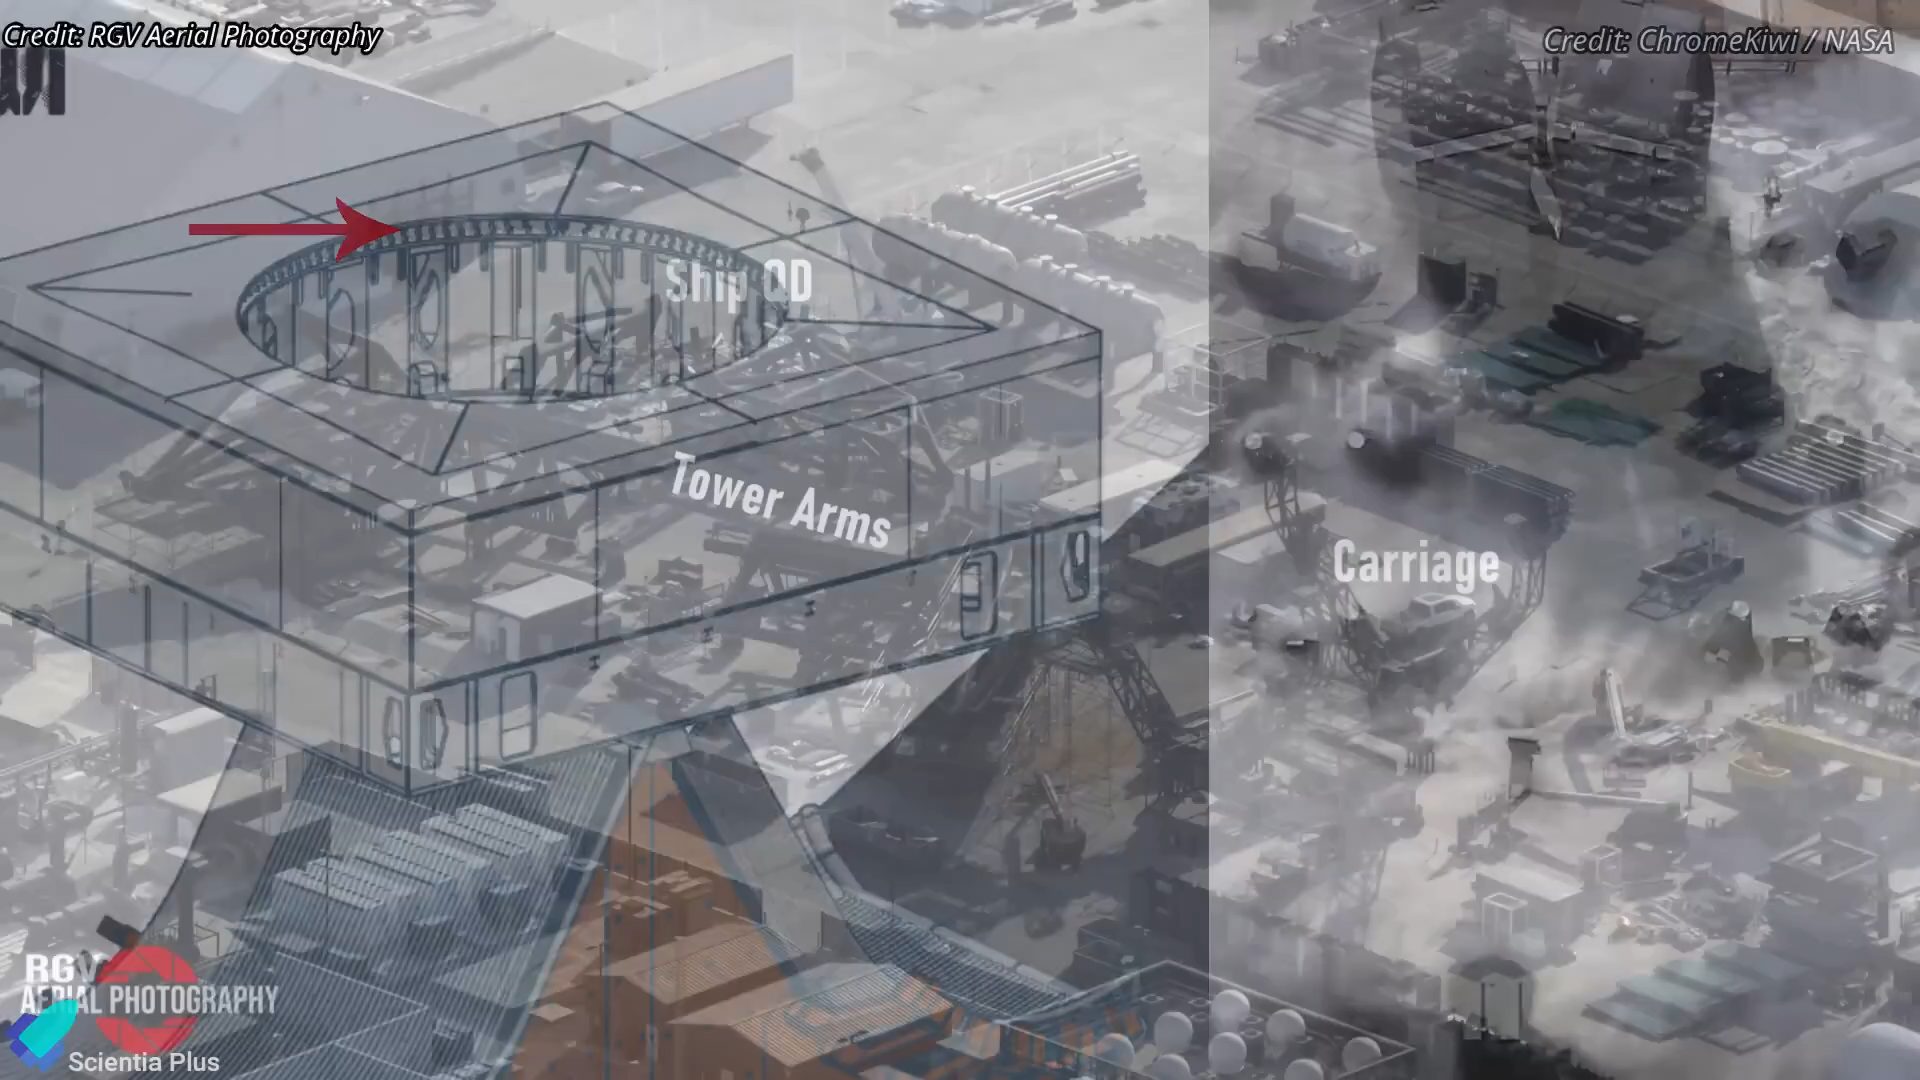 Credit: RGV Aerial Photography
Credit: ChromeKiwi / NASA
Ship QD
Tower Arms
Carriage
RGV
AERIAL PHOTOGRAPHY
Scientia Plus